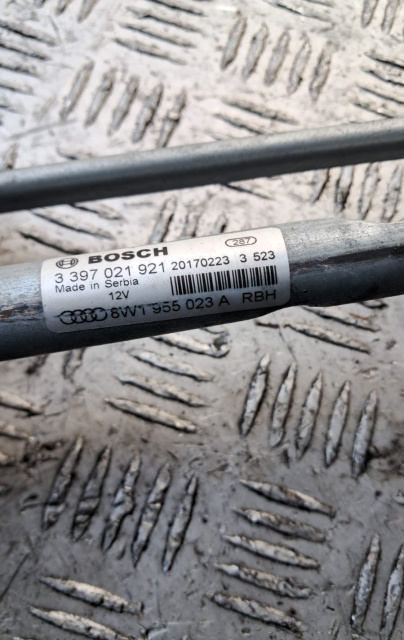 BOSCH 287
3 397 021 921 20170223 3 523
Made in Serbia
12V
8W1 955 023 A RBH